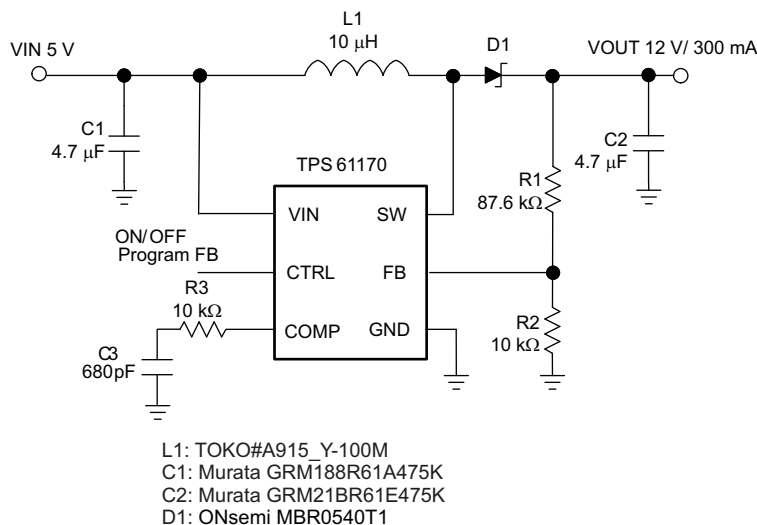 L1
10 μH
D1
VIN 5 V
VOUT 12 V/ 300 mA
C1
4.7 μF
C2
4.7 μF
TPS 61170
R1
87.6 kΩ
VIN
SW
ON/OFF
Program FB
CTRL
FB
R3
10 kΩ
COMP
GND
R2
10 kΩ
C3
680pF
L1: TOKO#A915_Y-100M
C1: Murata GRM188R61A475K
C2: Murata GRM21BR61E475K
D1: ONsemi MBR0540T1